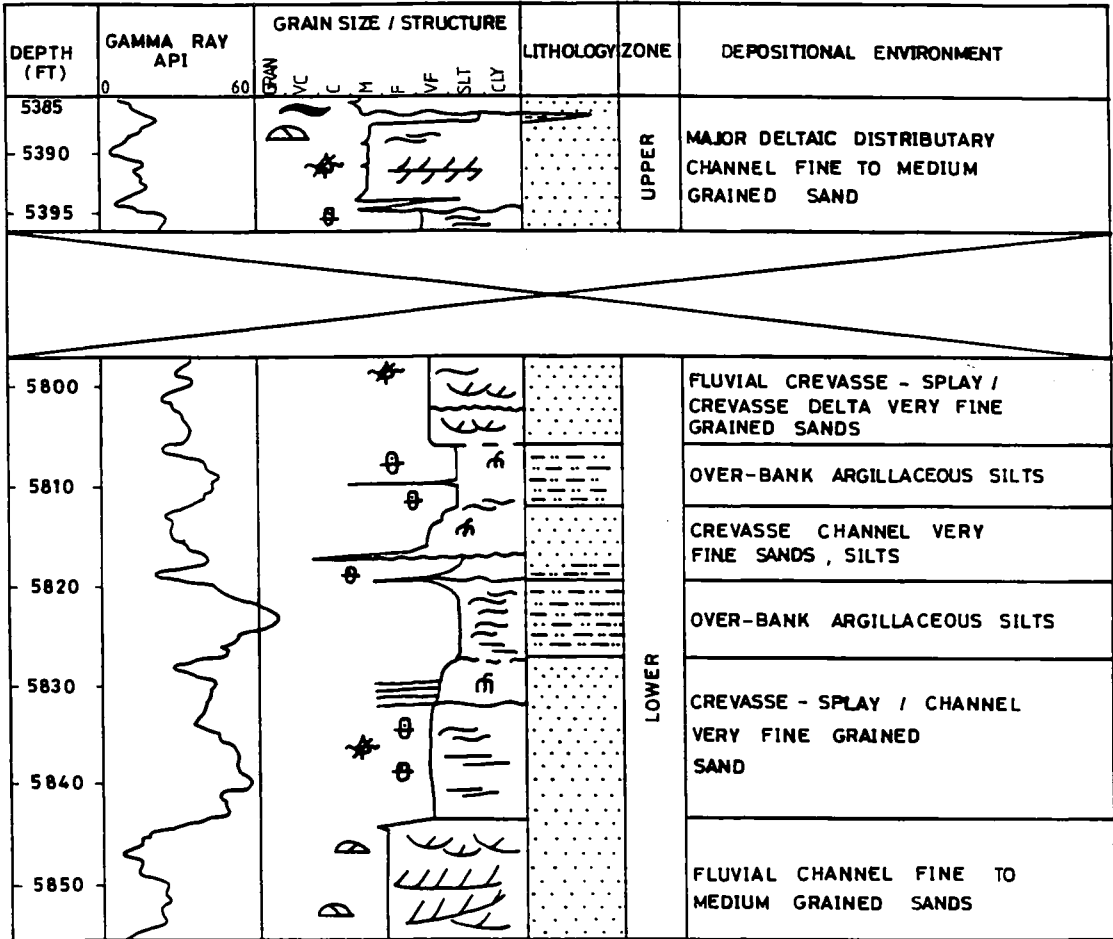 DEPTH (FT)
GAMMA RAY API
0 60
GRAIN SIZE / STRUCTURE
GRAN VC C M F VF SLT CLY
LITHOLOGY
ZONE
DEPOSITIONAL ENVIRONMENT
5385
5390
5395
UPPER
MAJOR DELTAIC DISTRIBUTARY
CHANNEL FINE TO MEDIUM
GRAINED SAND
5800
5810
5820
5830
5840
5850
LOWER
FLUVIAL CREVASSE - SPLAY /
CREVASSE DELTA VERY FINE
GRAINED SANDS
OVER-BANK ARGILLACEOUS SILTS
CREVASSE CHANNEL VERY
FINE SANDS , SILTS
OVER-BANK ARGILLACEOUS SILTS
CREVASSE - SPLAY / CHANNEL
VERY FINE GRAINED
SAND
FLUVIAL CHANNEL FINE TO
MEDIUM GRAINED SANDS